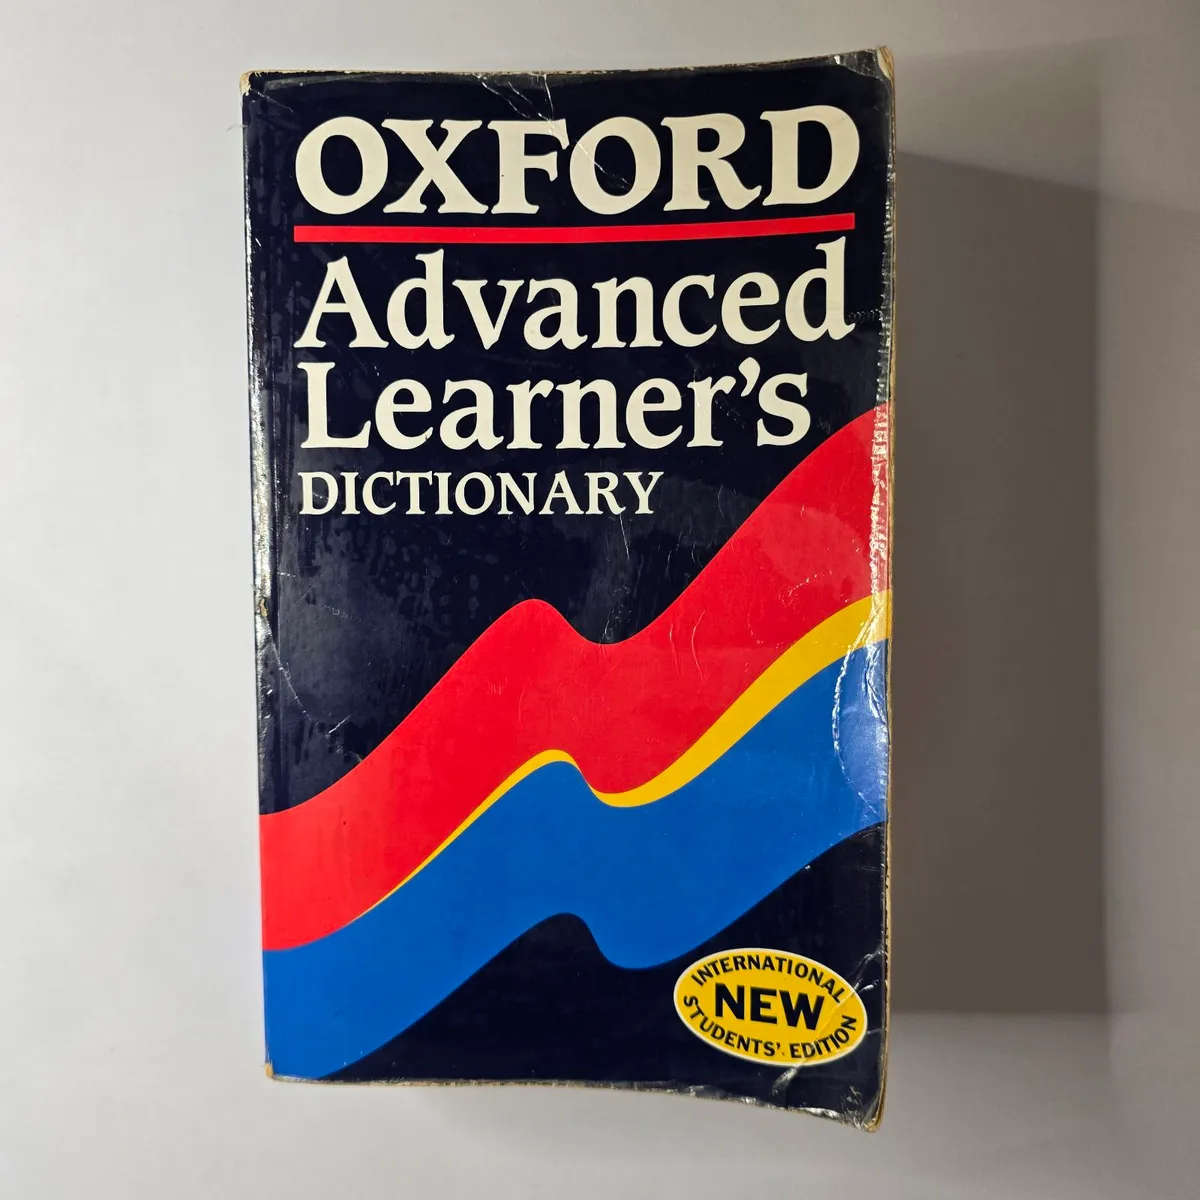 OXFORD
Advanced
Learner's
DICTIONARY
INTERNATIONAL
NEW
STUDENTS' EDITION